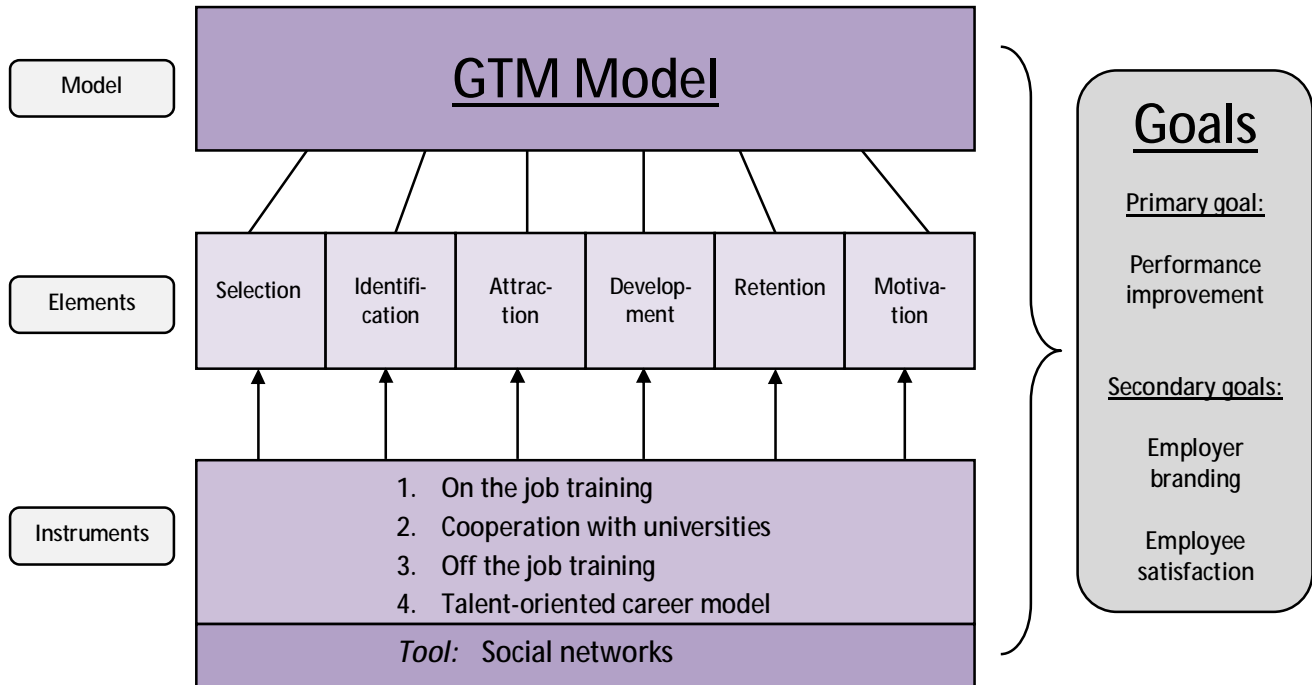 Model
GTM Model
Elements
Selection
Identifi-
cation
Attrac-
tion
Develop-
ment
Retention
Motiva-
tion
Instruments
1. On the job training
2. Cooperation with universities
3. Off the job training
4. Talent-oriented career model
Tool: Social networks
Goals
Primary goal:
Performance
improvement
Secondary goals:
Employer
branding
Employee
satisfaction